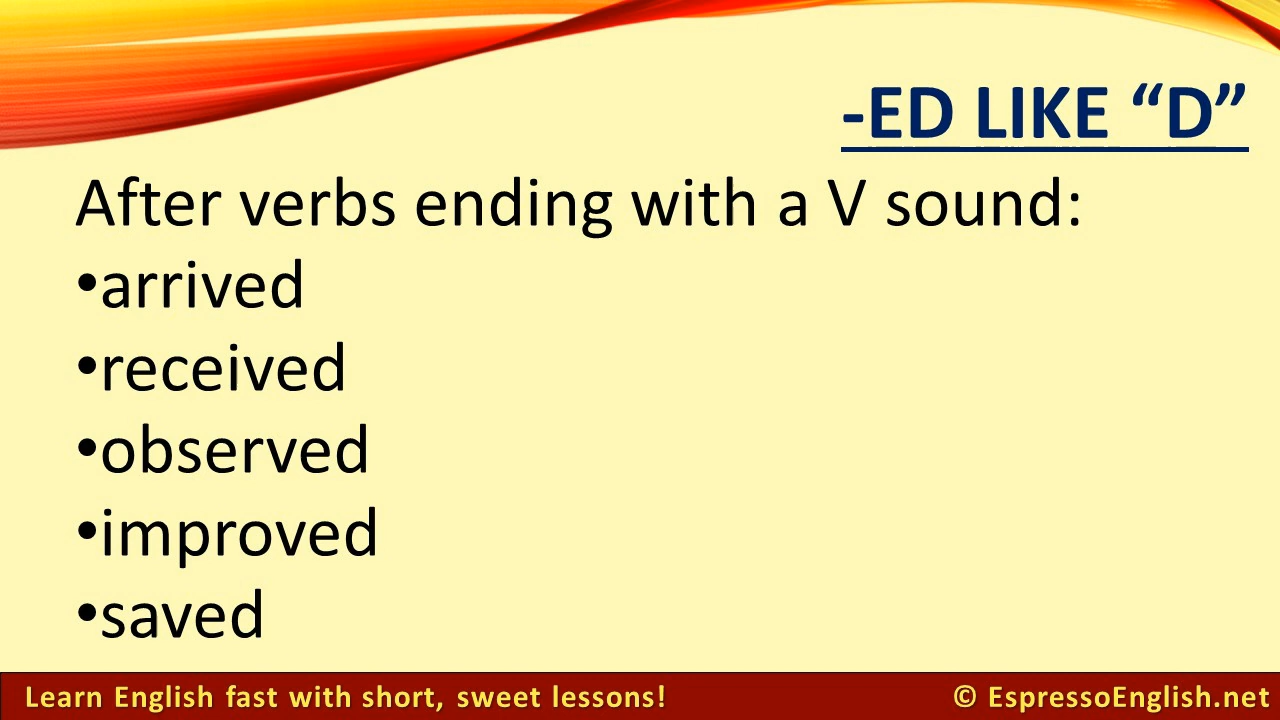 -ED LIKE “D”
After verbs ending with a V sound:
•arrived
•received
•observed
•improved
•saved
Learn English fast with short, sweet lessons!
© EspressoEnglish.net